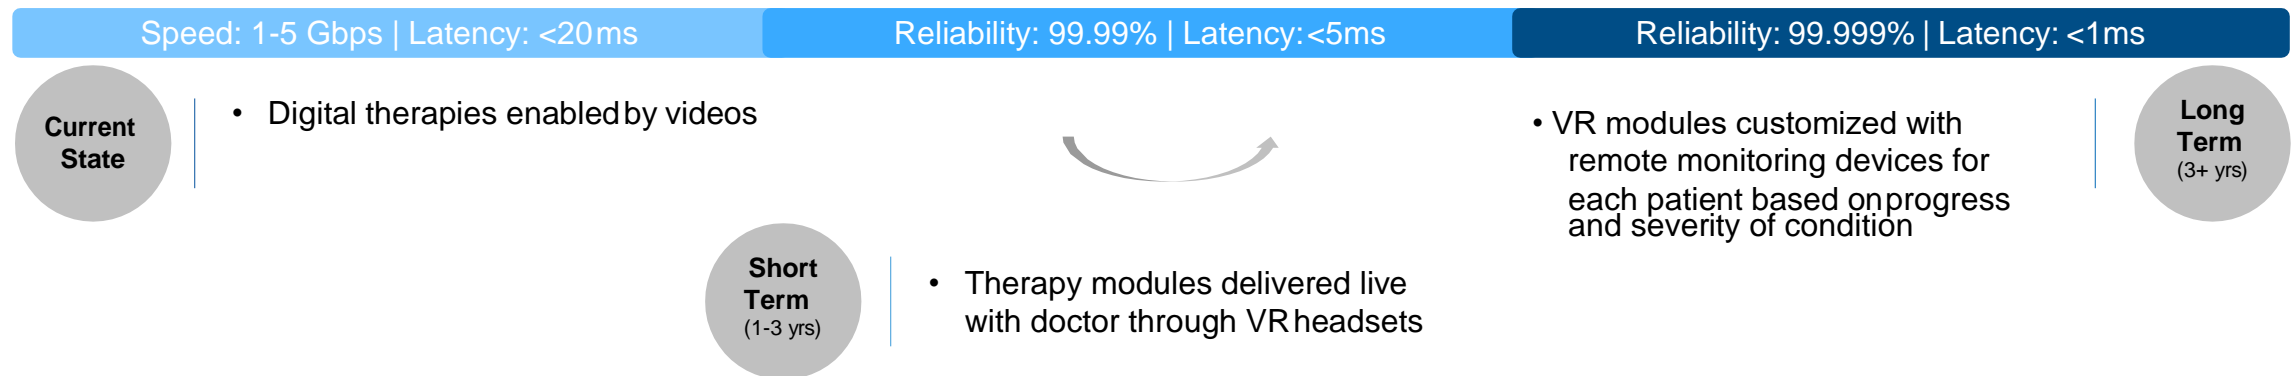 Speed: 1-5 Gbps | Latency: <20ms
Reliability: 99.99% | Latency: <5ms
Reliability: 99.999% | Latency: <1ms
Current
State
• Digital therapies enabled by videos
• VR modules customized with
remote monitoring devices for
each patient based on progress
and severity of condition
Long
Term
(3+ yrs)
Short
Term
(1-3 yrs)
• Therapy modules delivered live
with doctor through VR headsets